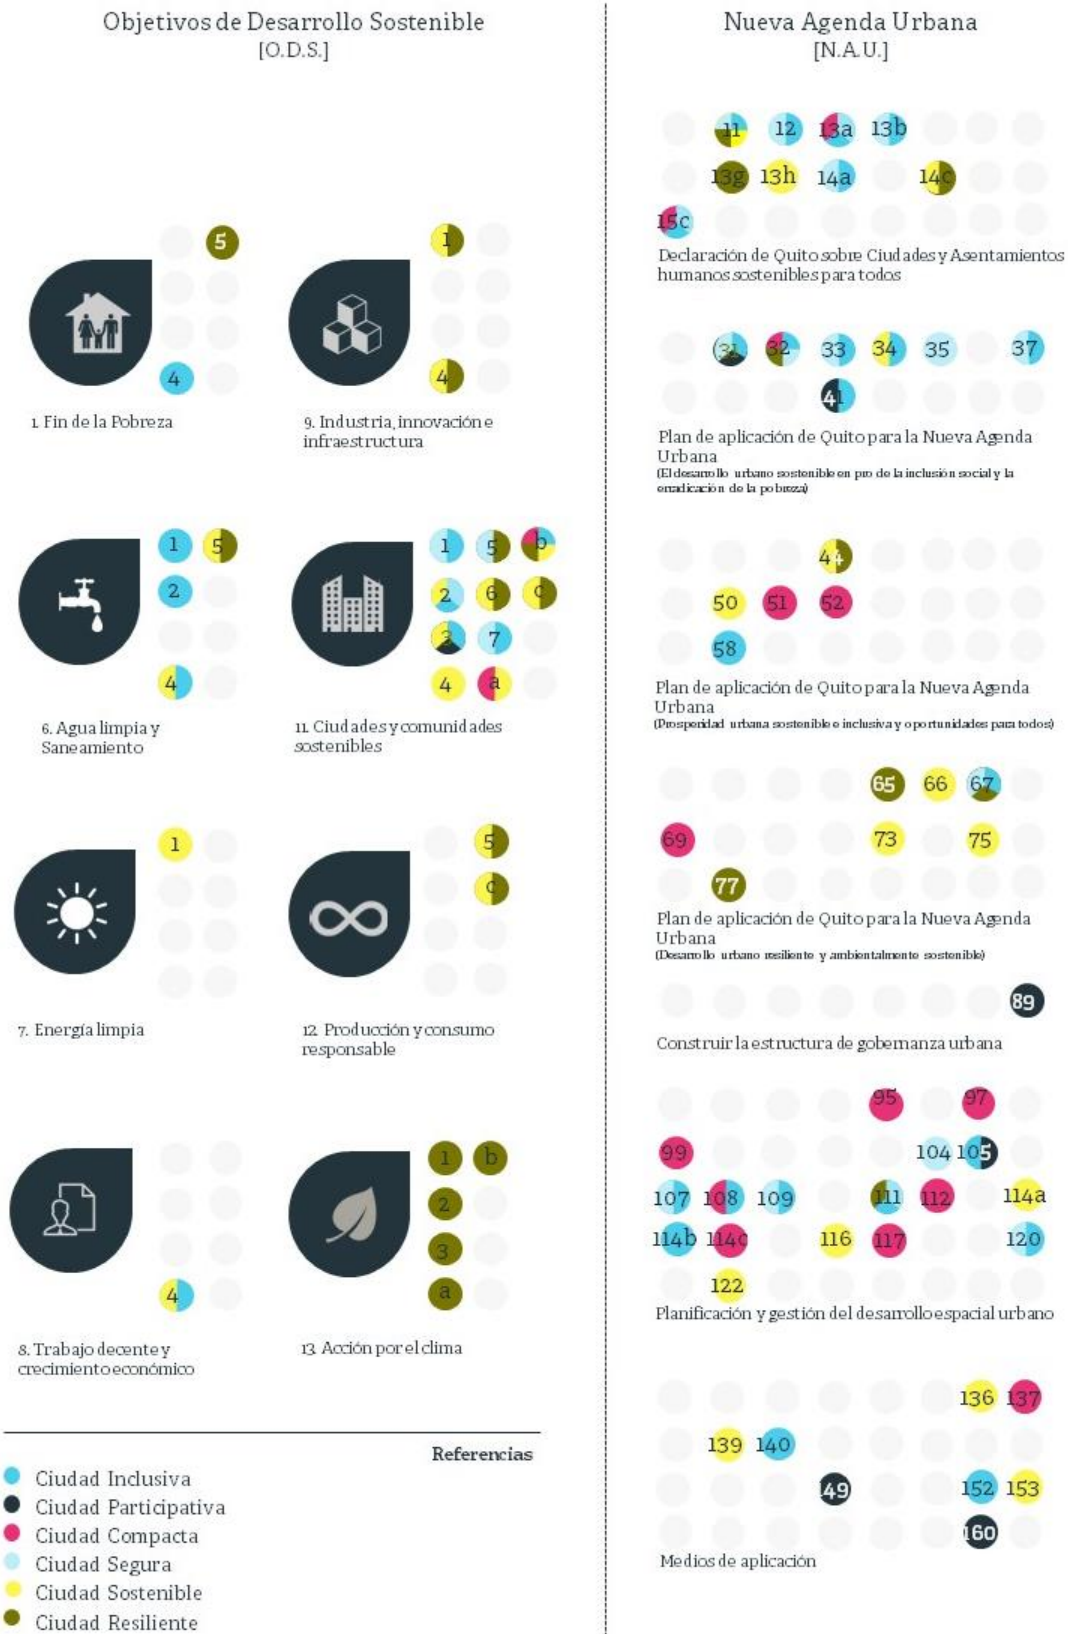 Objetivos de Desarrollo Sostenible
[O.D.S.]
5
4
1. Fin de la Pobreza
1
4
9. Industria, innovación e
infraestructura
1 5
2
4
6. Agua limpia y
Saneamiento
1 5 b
2 6 c
3 7
4 a
11. Ciudades y comunidades
sostenibles
1
7. Energía limpia
5
c
12. Producción y consumo
responsable
4
8. Trabajo decente y
crecimiento económico
1 b
2
3
a
13. Acción por el clima
Referencias
Ciudad Inclusiva
Ciudad Participativa
Ciudad Compacta
Ciudad Segura
Ciudad Sostenible
Ciudad Resiliente
Nueva Agenda Urbana
[N.A.U.]
11 12 13a 13b
13g 13h 14a 14c
15c
Declaración de Quito sobre Ciudades y Asentamientos
humanos sostenibles para todos
31 32 33 34 35 37
41
Plan de aplicación de Quito para la Nueva Agenda
Urbana
(El desarrollo urbano sostenible en pro de la inclusión social y la
erradicación de la pobreza)
44
50 51 52
58
Plan de aplicación de Quito para la Nueva Agenda
Urbana
(Prosperidad urbana sostenible e inclusiva y oportunidades para todos)
65 66 67
69 73 75
77
Plan de aplicación de Quito para la Nueva Agenda
Urbana
(Desarrollo urbano resiliente y ambientalmente sostenible)
89
Construir la estructura de gobernanza urbana
95 97
99 104 105
107 108 109 111 112 114a
114b 114c 116 117 120
122
Planificación y gestión del desarrollo espacial urbano
136 137
139 140
149 152 153
160
Medios de aplicación